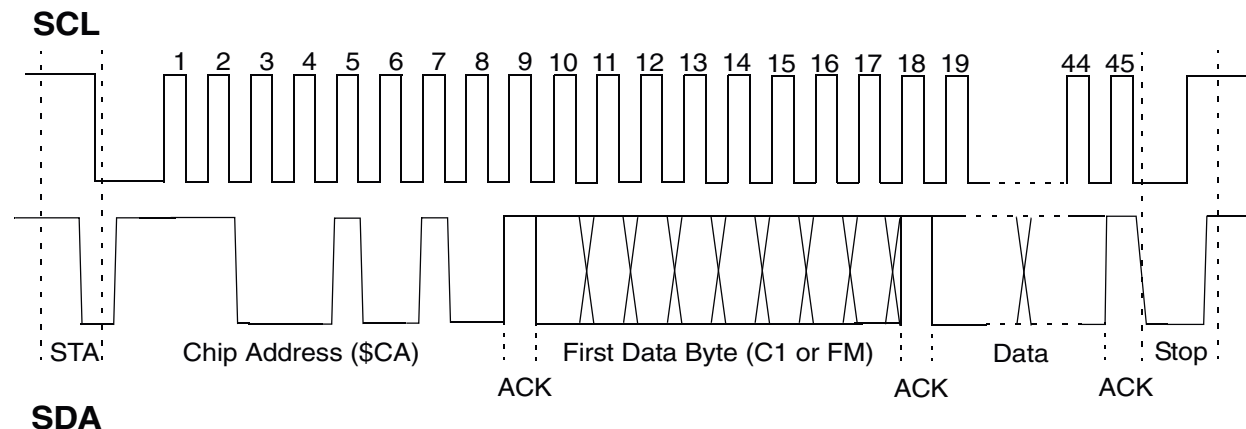 SCL
1 2 3 4 5 6 7 8 9 10 11 12 13 14 15 16 17 18 19 44 45
STA Chip Address ($CA) First Data Byte (C1 or FM) Data Stop
ACK ACK ACK
SDA